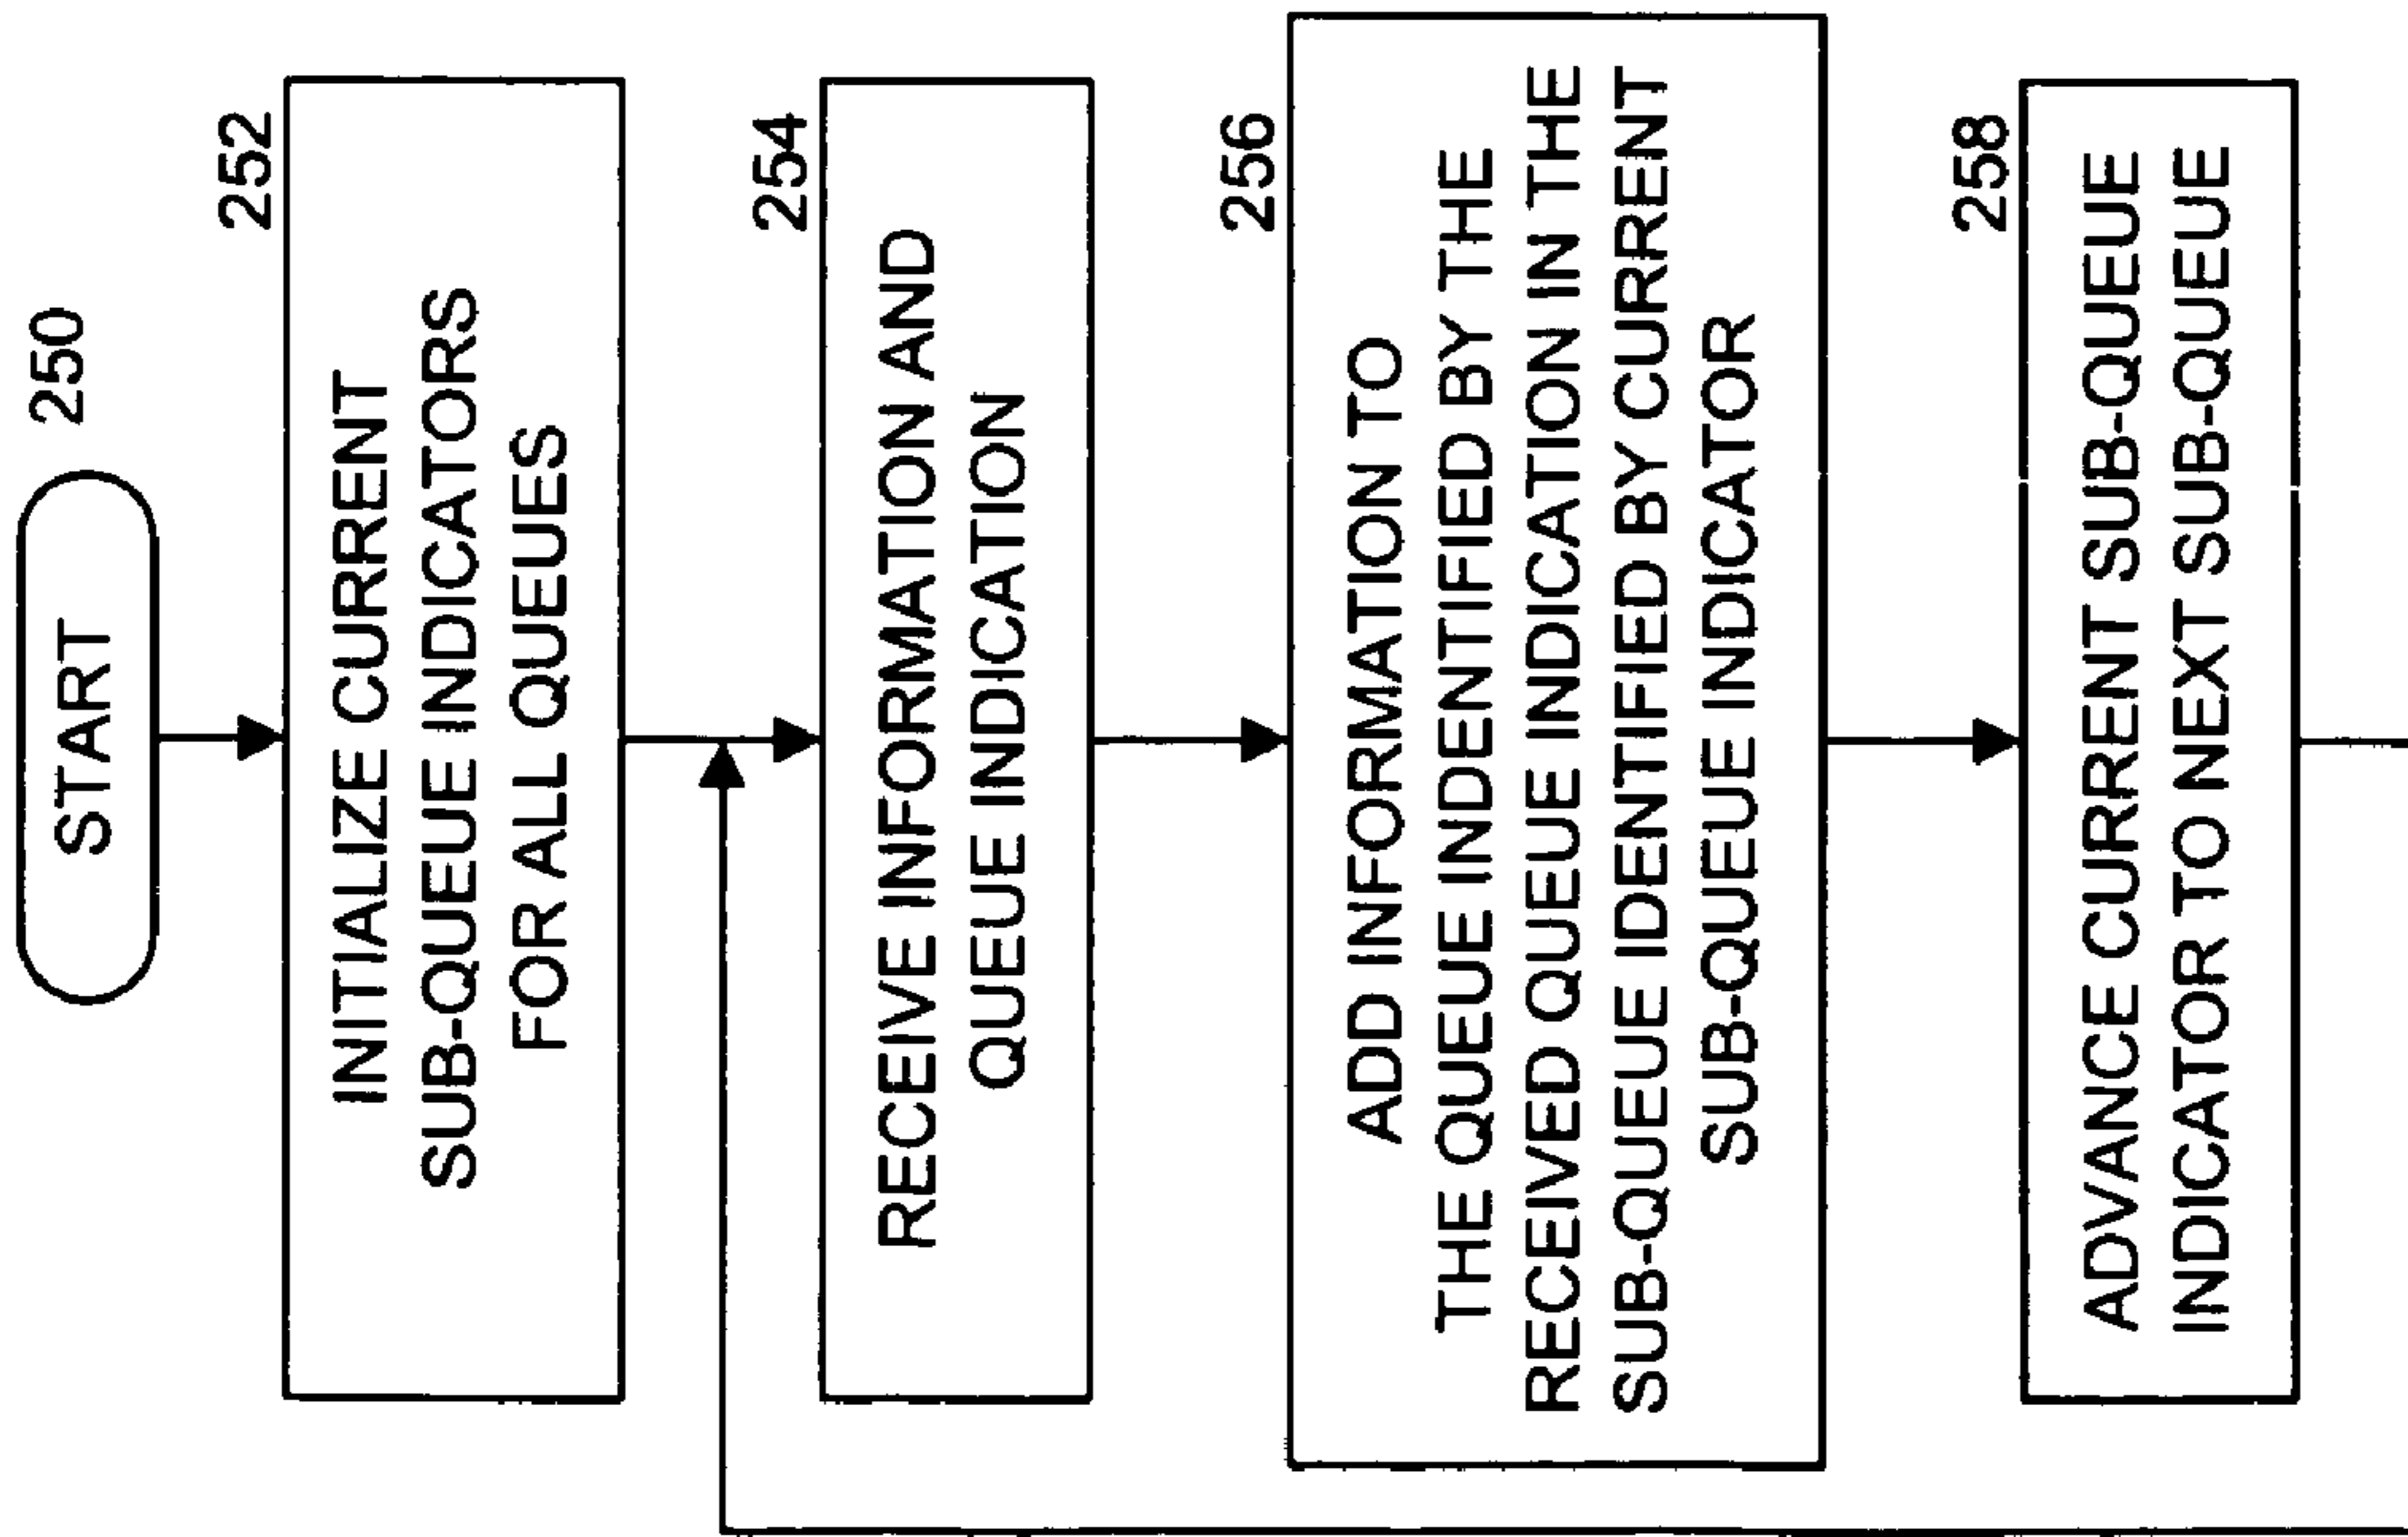 250
START
252
INITIALIZE CURRENT
SUB-QUEUE INDICATORS
FOR ALL QUEUES
254
RECEIVE INFORMATION AND
QUEUE INDICATION
256
ADD INFORMATION TO
THE QUEUE INDENTIFIED BY THE
RECEIVED QUEUE INDICATION IN THE
SUB-QUEUE IDENTIFIED BY CURRENT
SUB-QUEUE INDICATOR
258
ADVANCE CURRENT SUB-QUEUE
INDICATOR TO NEXT SUB-QUEUE